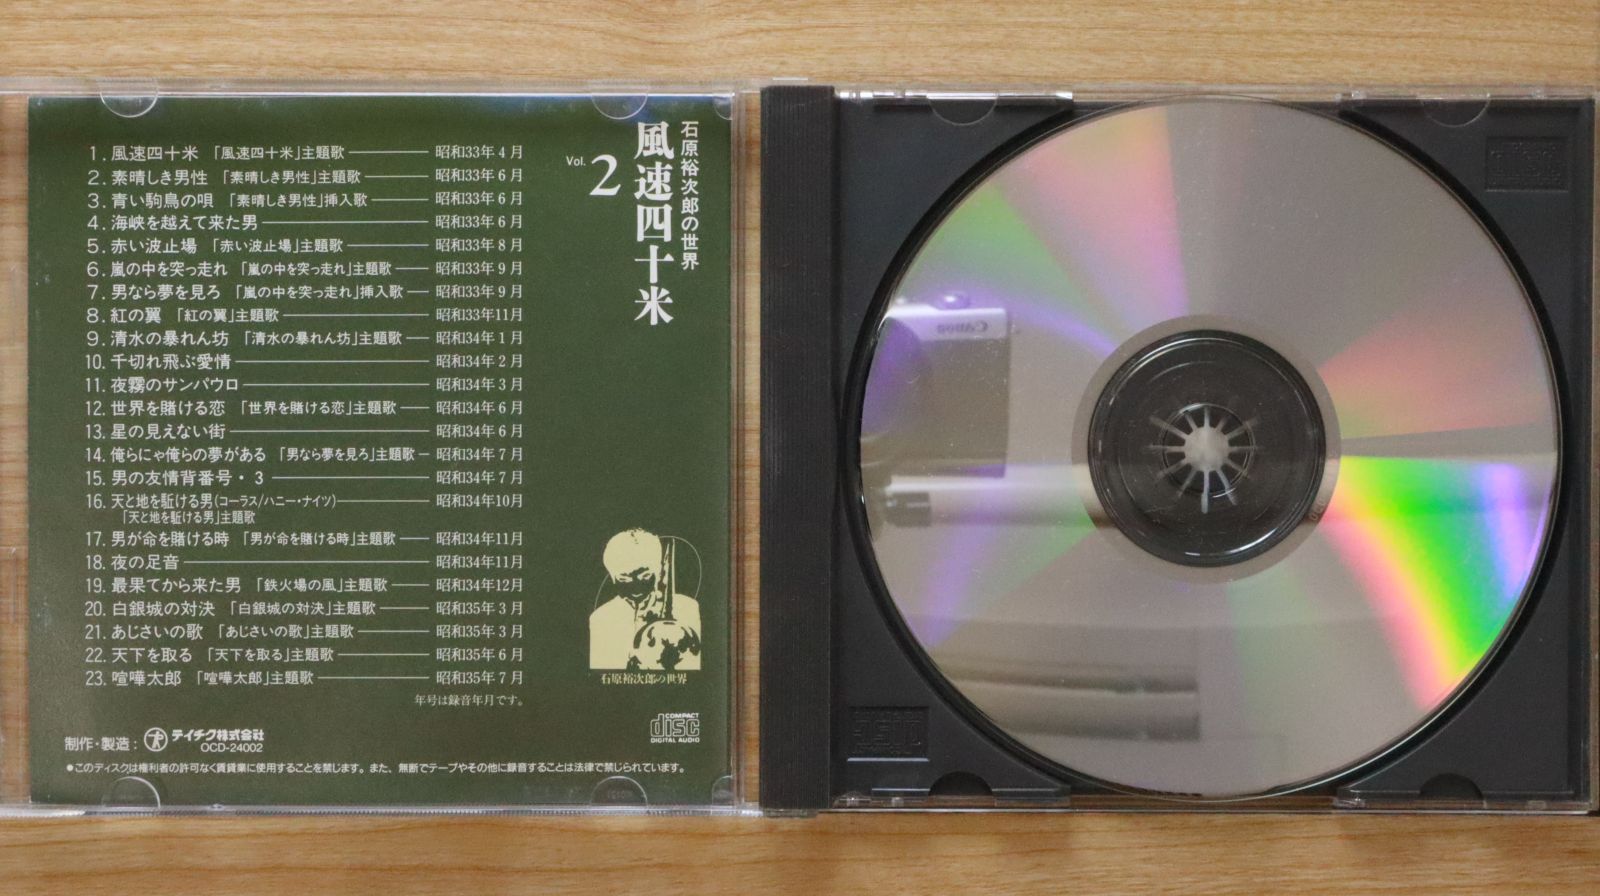 石原裕次郎の世界
風速四十米
Vol. 2
1. 風速四十米 「風速四十米」主題歌 昭和33年4月
2. 素晴しき男性 「素晴しき男性」主題歌 昭和33年6月
3. 青い駒鳥の唄 「素晴しき男性」挿入歌 昭和33年6月
4. 海峡を越えて来た男 昭和33年6月
5. 赤い波止場 「赤い波止場」主題歌 昭和33年8月
6. 嵐の中を突っ走れ 「嵐の中を突っ走れ」主題歌 昭和33年9月
7. 男なら夢を見ろ 「嵐の中を突っ走れ」挿入歌 昭和33年9月
8. 紅の翼 「紅の翼」主題歌 昭和33年11月
9. 清水の暴れん坊 「清水の暴れん坊」主題歌 昭和34年1月
10. 千切れ飛ぶ愛情 昭和34年2月
11. 夜霧のサンパウロ 昭和34年3月
12. 世界を賭ける恋 「世界を賭ける恋」主題歌 昭和34年6月
13. 星の見えない街 昭和34年6月
14. 俺らにゃ俺らの夢がある 「男なら夢を見ろ」主題歌 昭和34年7月
15. 男の友情背番号・3 昭和34年7月
16. 天と地を駈ける男(コーラス/ハニー・ナイツ) 昭和34年10月
「天と地を駈ける男」主題歌
17. 男が命を賭ける時 「男が命を賭ける時」主題歌 昭和34年11月
18. 夜の足音 昭和34年11月
19. 最果てから来た男 「鉄火場の風」主題歌 昭和34年12月
20. 白銀城の対決 「白銀城の対決」主題歌 昭和35年3月
21. あじさいの歌 「あじさいの歌」主題歌 昭和35年3月
22. 天下を取る 「天下を取る」主題歌 昭和35年6月
23. 喧嘩太郎 「喧嘩太郎」主題歌 昭和35年7月
年号は録音年月です。
石原裕次郎の世界
制作・製造：テイチク株式会社
OCD-24002
COMPACT
disc
DIGITAL AUDIO
●このディスクは権利者の許可なく賃貸業に使用することを禁じます。また、無断でテープやその他に録音することは法律で禁じられています。
Canon